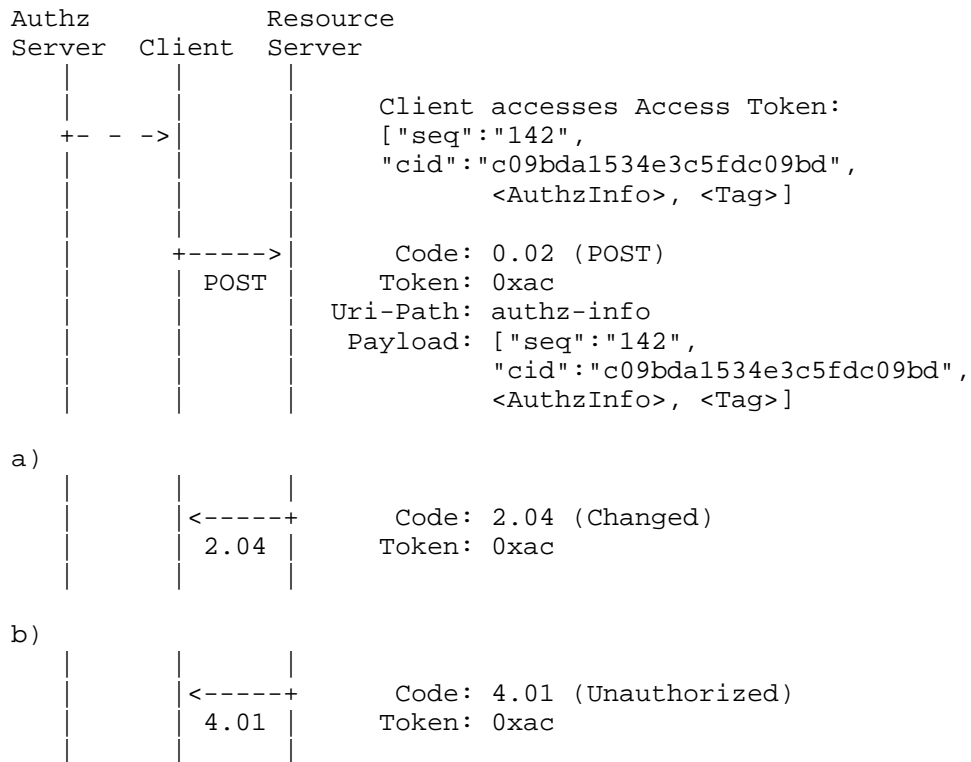 Authz Resource
Server Client Server
Client accesses Access Token:
+- - -> ["seq":"142",
"cid":"c09bda1534e3c5fdc09bd",
<AuthzInfo>, <Tag>]
+-----> Code: 0.02 (POST)
POST Token: 0xac
Uri-Path: authz-info
Payload: ["seq":"142",
"cid":"c09bda1534e3c5fdc09bd",
<AuthzInfo>, <Tag>]
a)
<-----+ Code: 2.04 (Changed)
2.04 Token: 0xac
b)
<-----+ Code: 4.01 (Unauthorized)
4.01 Token: 0xac